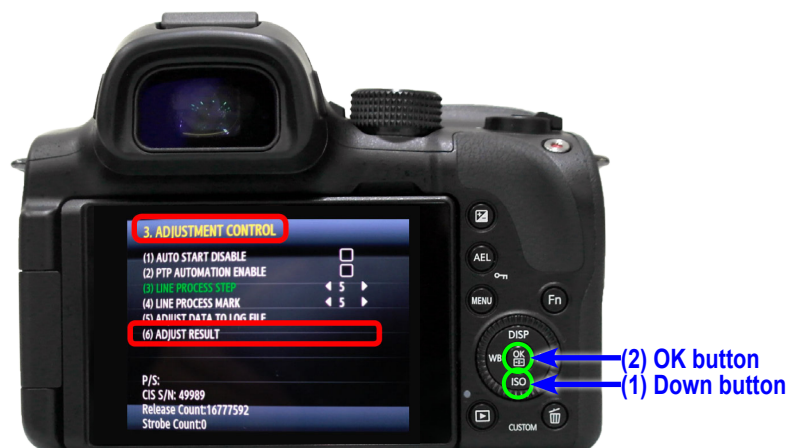 3. ADJUSTMENT CONTROL
(1) AUTO START DISABLE
(2) PTP AUTOMATION ENABLE
(3) LINE PROCESS STEP 5
(4) LINE PROCESS MARK 5
(5) ADJUST DATA TO LOG FILE
(6) ADJUST RESULT
P/S:
CIS S/N: 49989
Release Count:16777592
Strobe Count:0
AEL
MENU
Fn
DISP
WB
OK
ISO
CUSTOM
(2) OK button
(1) Down button